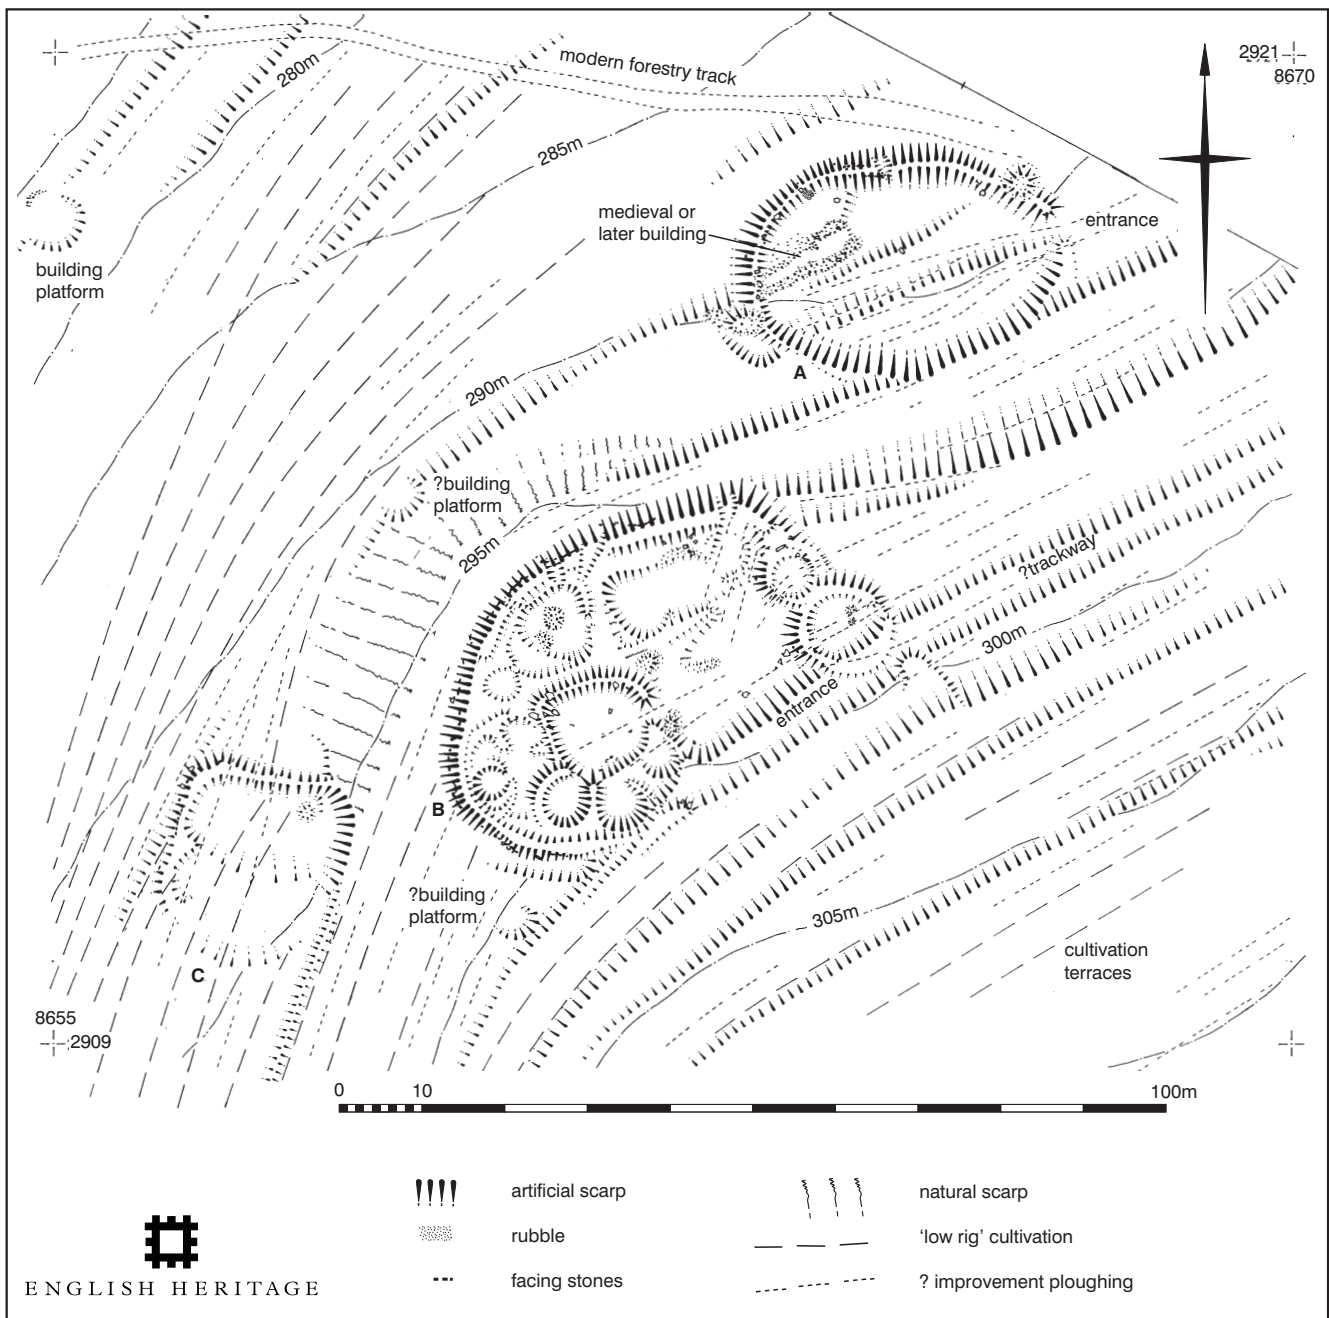 2921
8670
modern forestry track
280m
285m
medieval or
later building
entrance
building
platform
A
290m
?building
platform
295m
?trackway
300m
entrance
B
?building
platform
305m
cultivation
terraces
C
8655
2909
0 10 100m
artificial scarp
natural scarp
rubble
‘low rig’ cultivation
facing stones
? improvement ploughing
ENGLISH HERITAGE